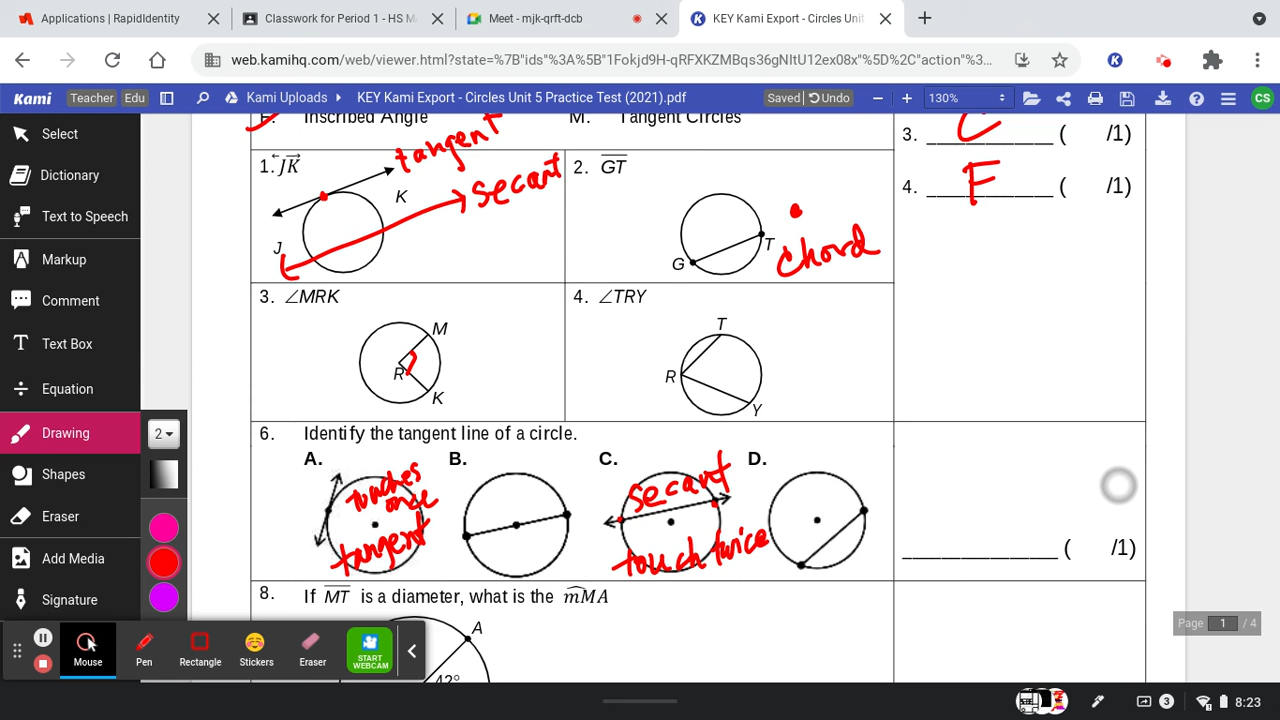 Applications | RapidIdentity
Classwork for Period 1 - HS M
Meet - mjk-qrft-dcb
KEY Kami Export - Circles Unit
web.kamihq.com/web/viewer.html?state=%7B"ids"%3A%5B"1Fokjd9H-qRFXKZMBqs36gNItU12ex08x"%5D%2C"action"%3...
Kami
Teacher
Edu
Kami Uploads
KEY Kami Export - Circles Unit 5 Practice Test (2021).pdf
Saved
Undo
130%
CS
Select
Dictionary
Text to Speech
Markup
Comment
Text Box
Equation
Drawing
2
Shapes
Eraser
Add Media
Signature
Inscribed Angle
M. Tangent Circles
3. ____________ ( /1)
C
4. ____________ ( /1)
F
1. JK
tangent
secant
K
J
2. GT
G
T
chord
3. ∠MRK
M
R
K
4. ∠TRY
T
R
Y
6. Identify the tangent line of a circle.
A. B. C. D.
touches
once
tangent
secant
touch twice
_______________ ( /1)
8. If MT is a diameter, what is the mMA
A
42°
Page 1 / 4
Mouse
Pen
Rectangle
Stickers
Eraser
START
WEBCAM
3
8:23